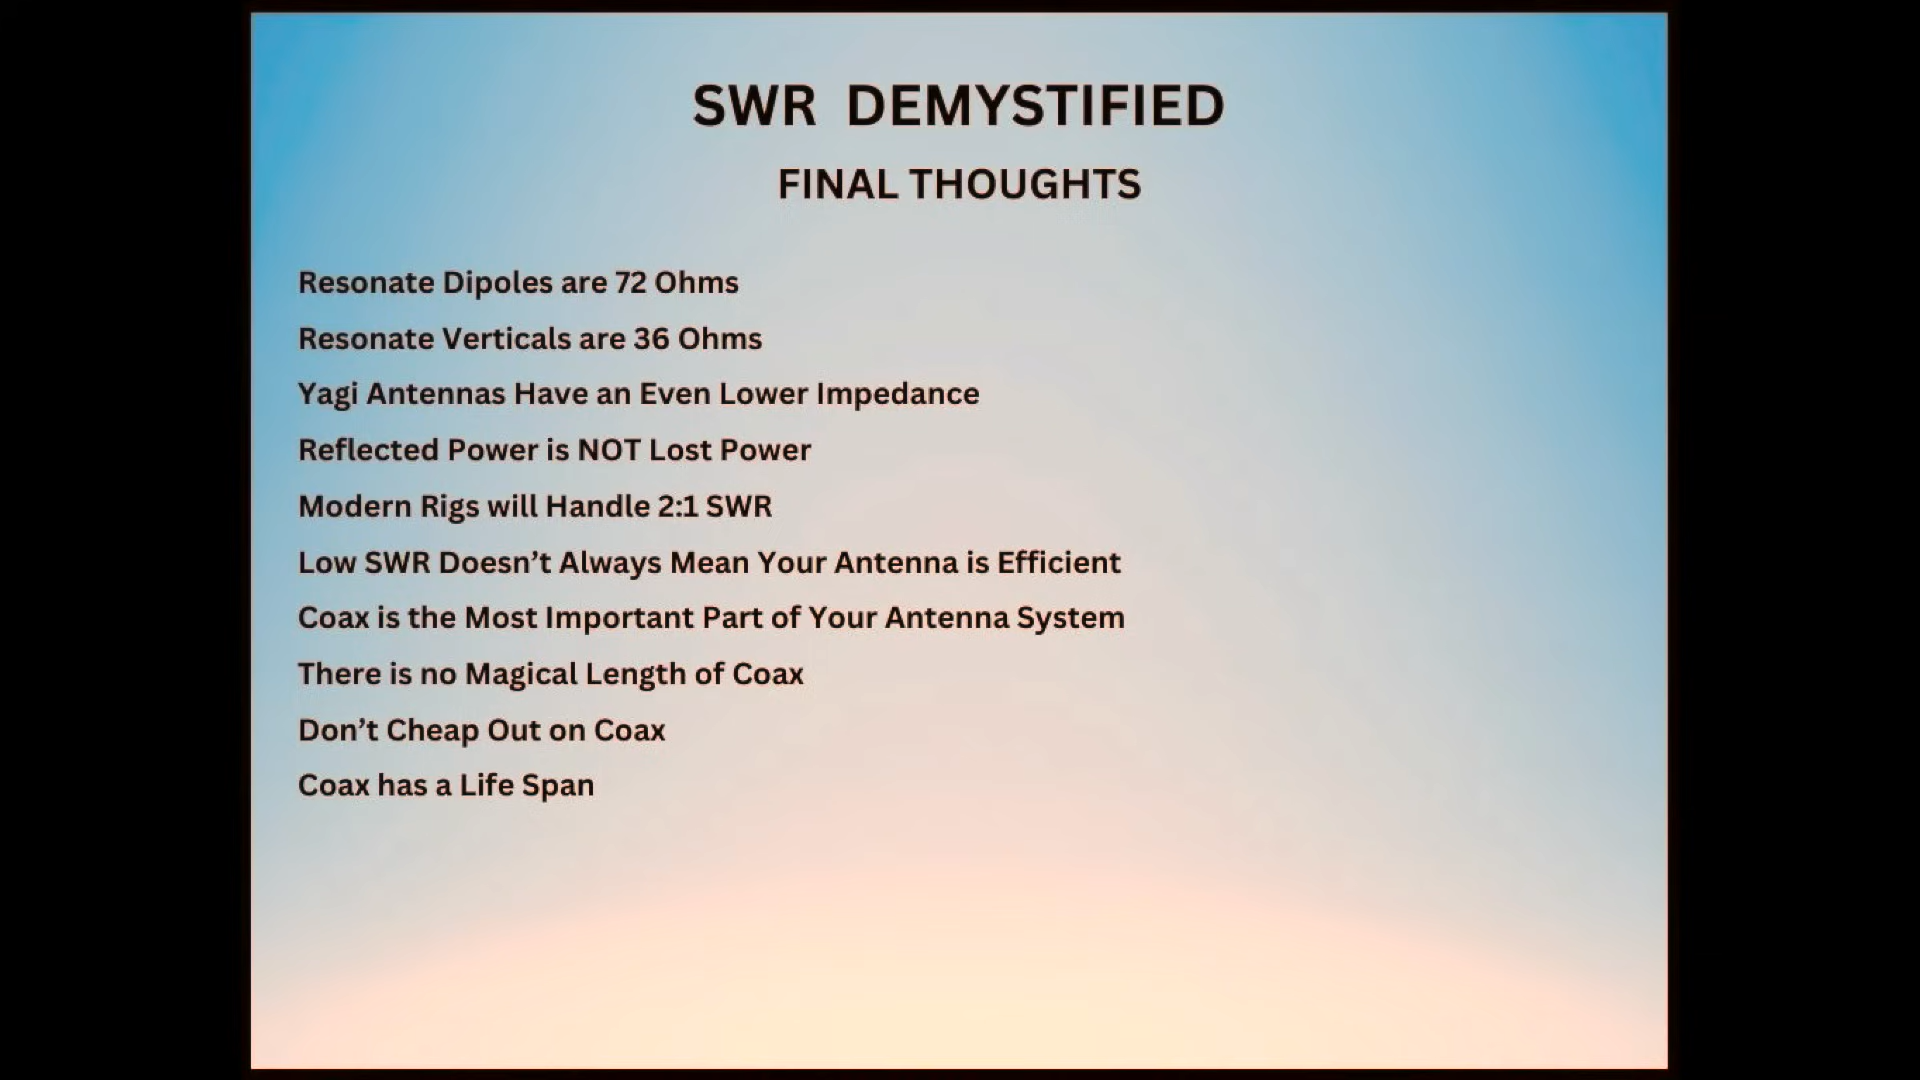 SWR DEMYSTIFIED
FINAL THOUGHTS
Resonate Dipoles are 72 Ohms
Resonate Verticals are 36 Ohms
Yagi Antennas Have an Even Lower Impedance
Reflected Power is NOT Lost Power
Modern Rigs will Handle 2:1 SWR
Low SWR Doesn’t Always Mean Your Antenna is Efficient
Coax is the Most Important Part of Your Antenna System
There is no Magical Length of Coax
Don’t Cheap Out on Coax
Coax has a Life Span